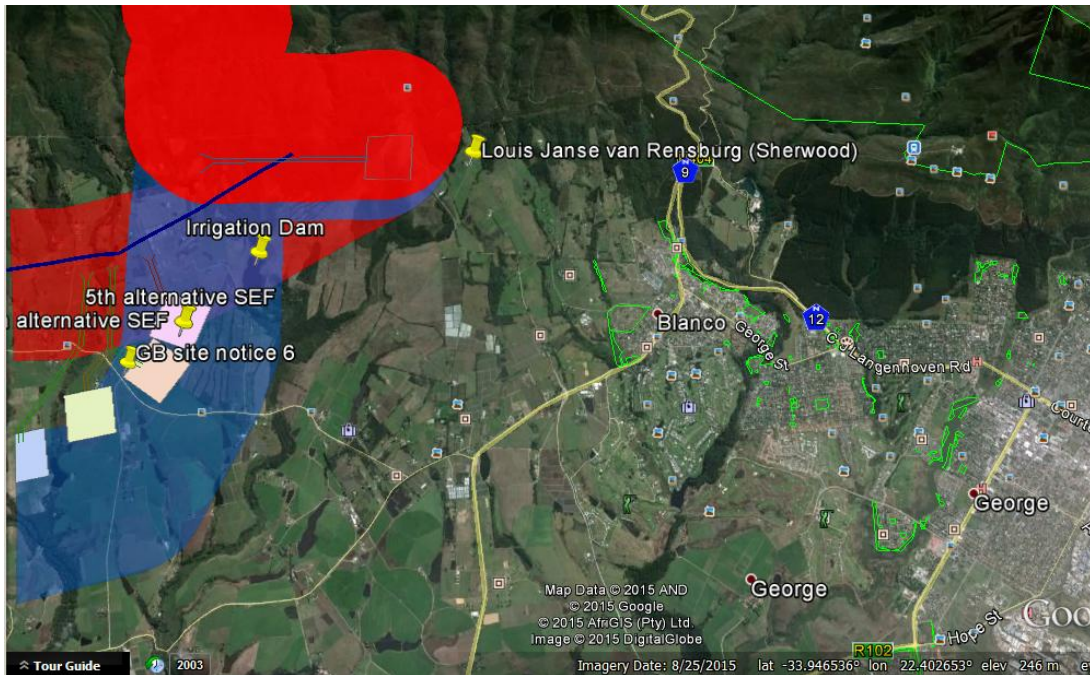 Louis Janse van Rensburg (Sherwood)
9
Irrigation Dam
5th alternative SEF
alternative SEF
GB site notice 6
Blanco
George St
N
12
C J Langenhoven Rd
George
George
Map Data © 2015 AND
© 2015 Google
© 2015 AfriGIS (Pty) Ltd.
Image © 2015 DigitalGlobe
R102
Hope St
Tour Guide
2003
Imagery Date: 8/25/2015 lat -33.946536° lon 22.402653° elev 246 m